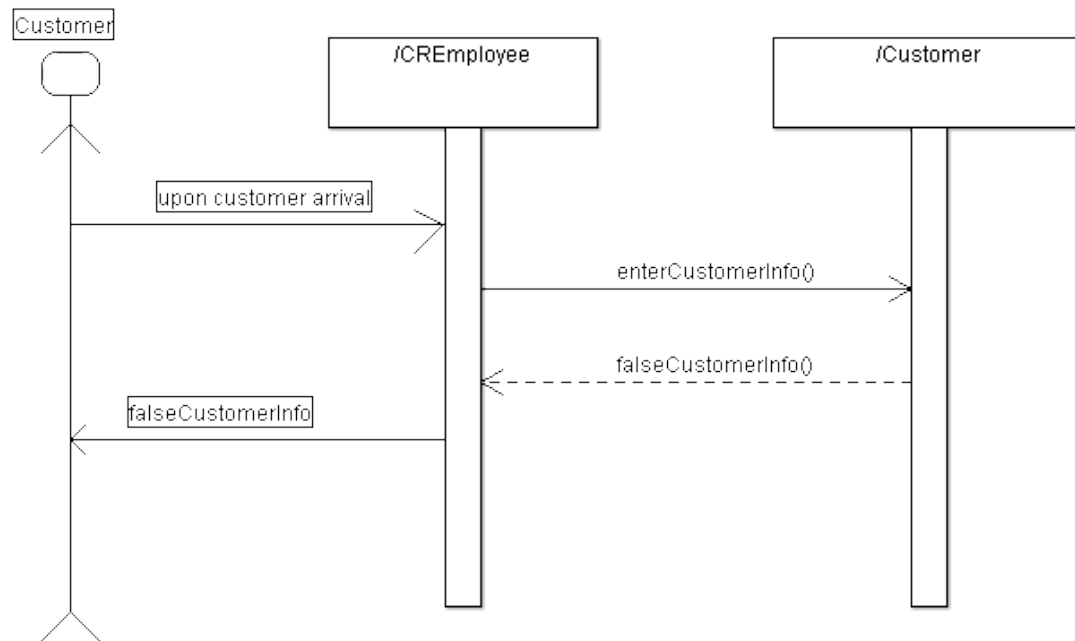 Customer
/CREmployee
/Customer
upon customer arrival
enterCustomerInfo()
falseCustomerInfo()
falseCustomerInfo